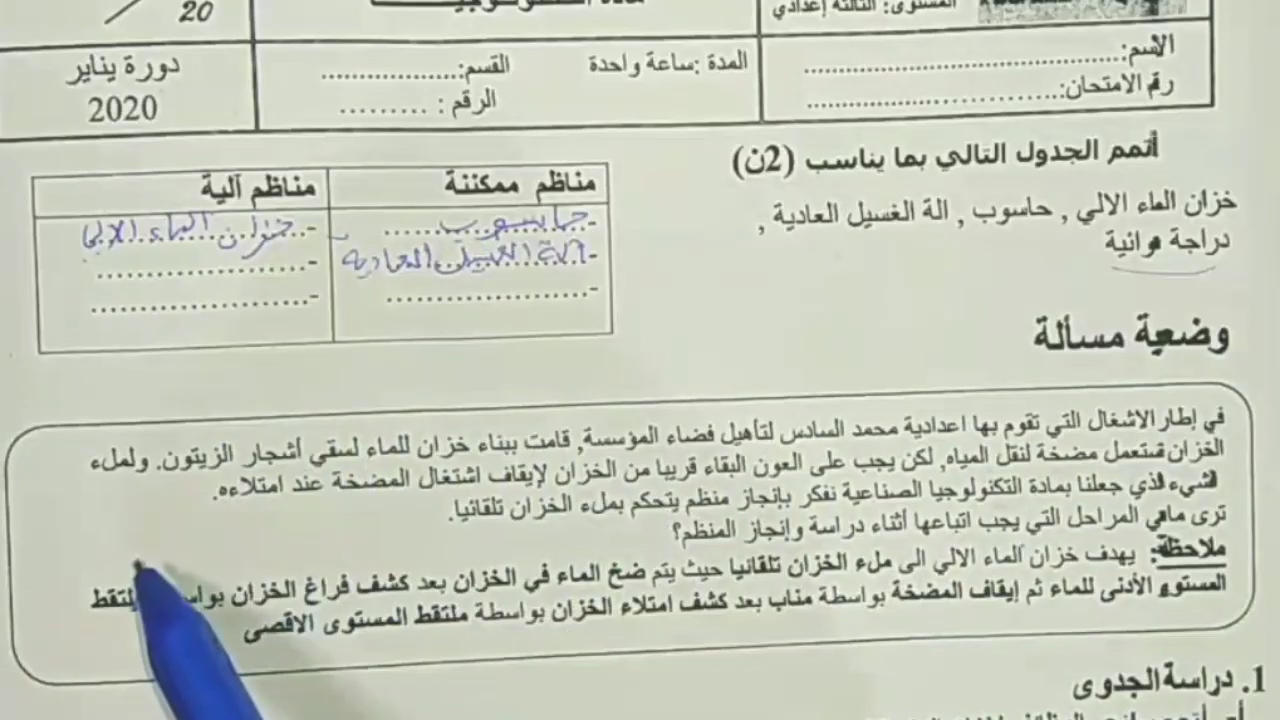 20
مادة التكنولوجيـــــا
المستوى: الثالثة إعدادي
دورة يناير
2020
القسم:....................
المدة :ساعة واحدة
الرقم : .........
الاسم:........................................
رقم الامتحان:........................................
أتمم الجدول التالي بما يناسب (2ن)
خزان الماء الالي , حاسوب , الة الغسيل العادية ,
دراجة هوائية
مناظم ممكننة
مناظم آلية
-حاسوب
-خزان الماء الالي
-الة الغسيل العادية
-..............................
-..............................
-..............................
وضعية مسألة
في إطار الاشغال التي تقوم بها اعدادية محمد السادس لتأهيل فضاء المؤسسة, قامت ببناء خزان للماء لسقي أشجار الزيتون. ولملء
الخزان تستعمل مضخة لنقل المياه, لكن يجب على العون البقاء قريبا من الخزان لإيقاف اشتغال المضخة عند امتلاءه.
الشيء الذي جعلنا بمادة التكنولوجيا الصناعية نفكر بإنجاز منظم يتحكم بملء الخزان تلقائيا.
ترى ماهي المراحل التي يجب اتباعها أثناء دراسة وإنجاز المنظم؟
ملاحظة: يهدف خزان الماء الالي الى ملء الخزان تلقائيا حيث يتم ضخ الماء في الخزان بعد كشف فراغ الخزان بواسطة ملتقط
المستوى الأدنى للماء ثم إيقاف المضخة بواسطة مناب بعد كشف امتلاء الخزان بواسطة ملتقط المستوى الاقصى
1. دراسة الجدوى